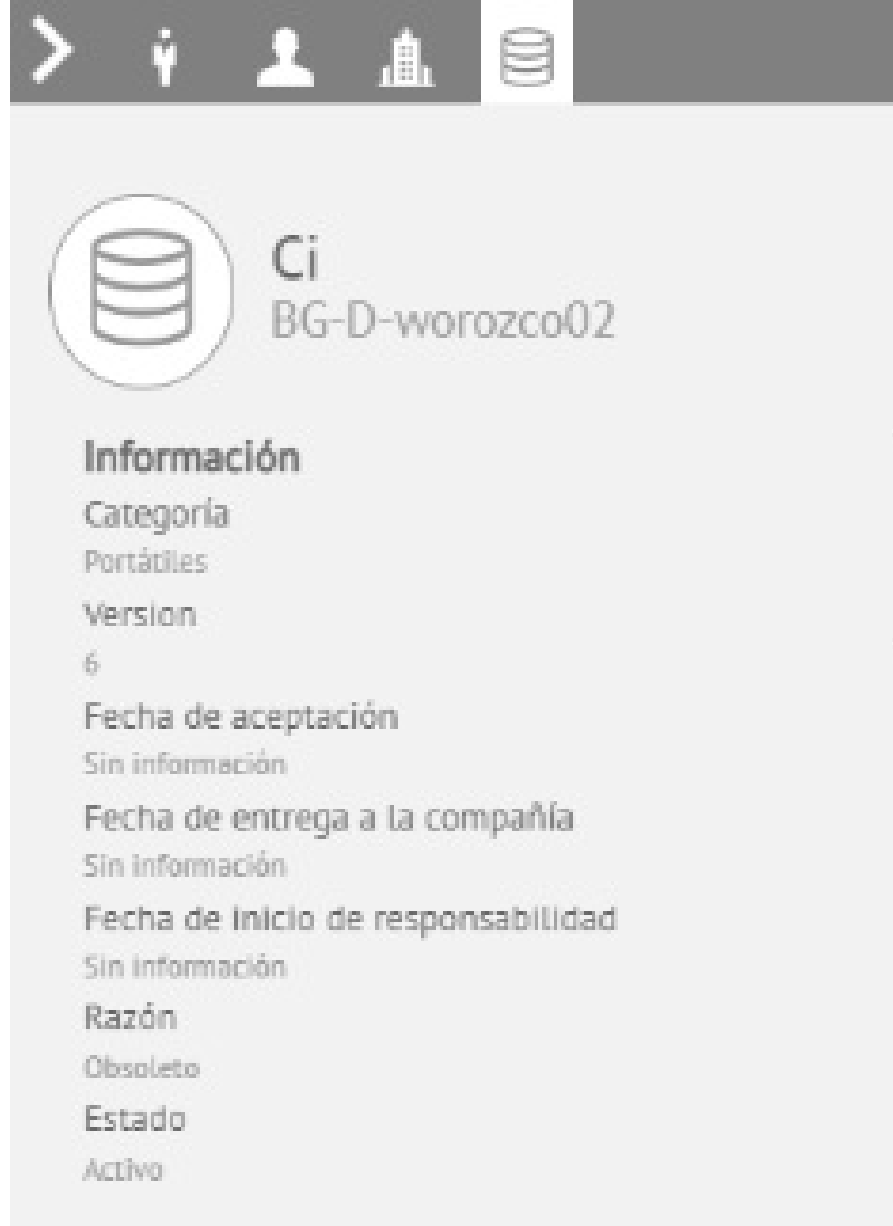 Ci
BG-D-worozco02
Información
Categoría
Portátiles
Version
6
Fecha de aceptación
Sin información
Fecha de entrega a la compañía
Sin información
Fecha de inicio de responsabilidad
Sin información
Razón
Obsoleto
Estado
Activo